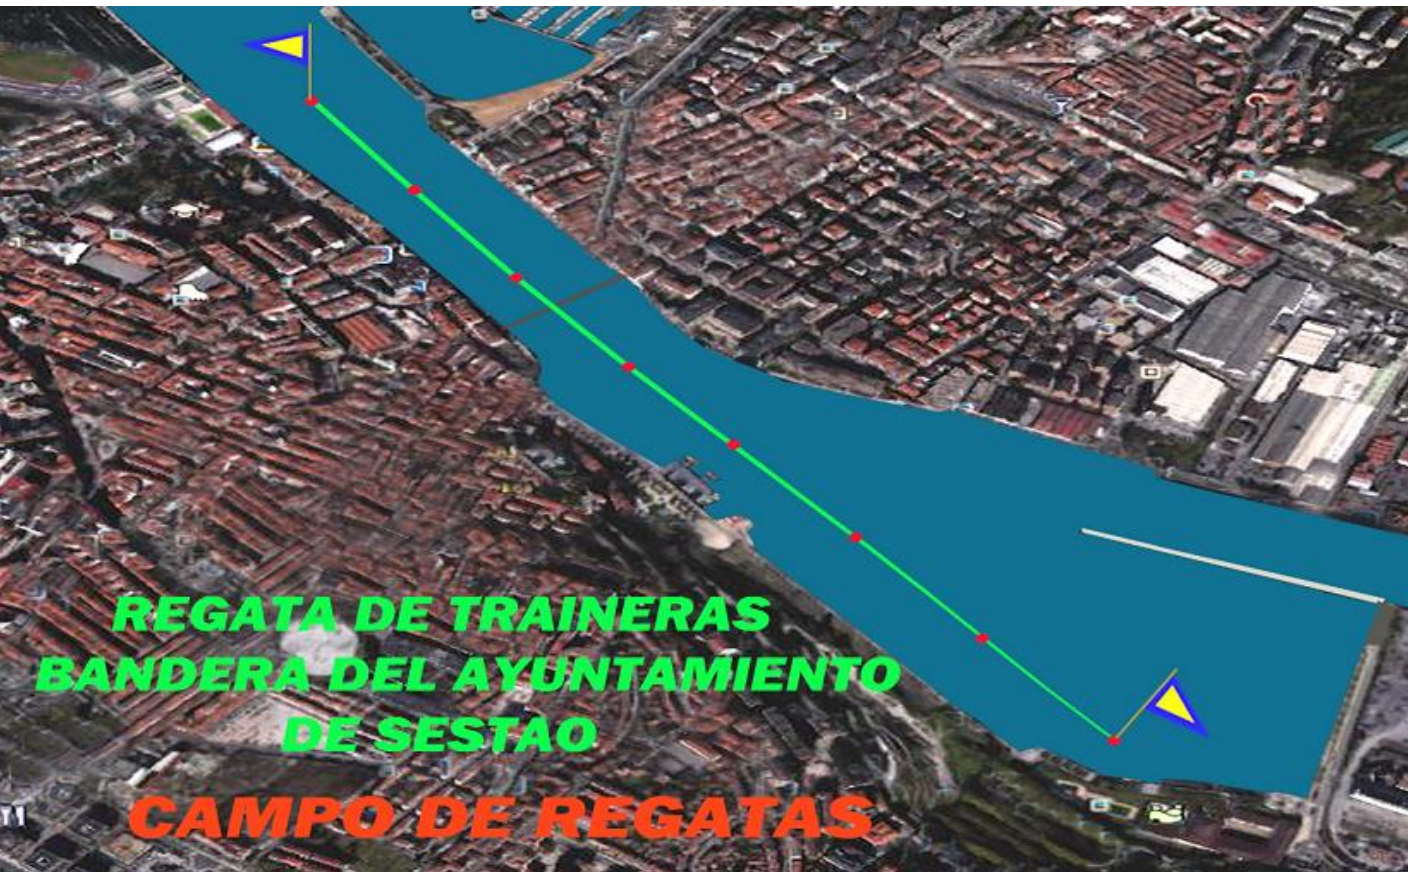 REGATA DE TRAINERAS
BANDERA DEL AYUNTAMIENTO
DE SESTAO
CAMPO DE REGATAS